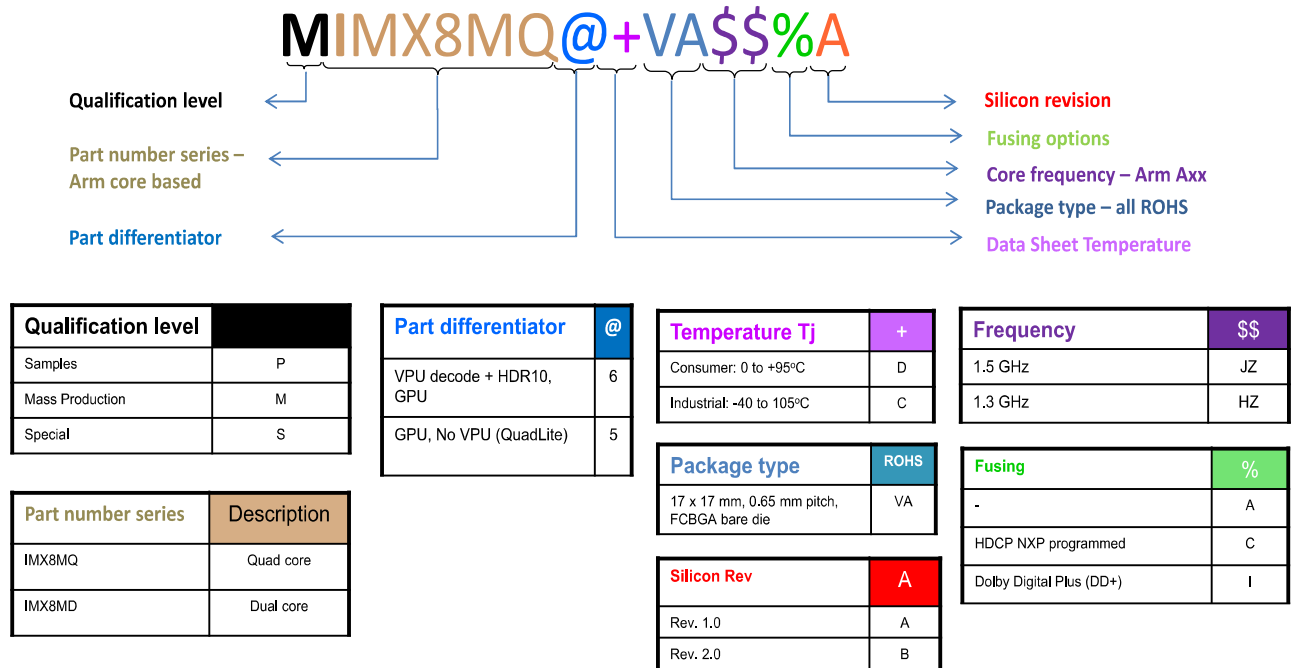 MIMX8MQ@+VA$$%A
Qualification level
Silicon revision
Fusing options
Part number series –
Arm core based
Core frequency – Arm Axx
Package type – all ROHS
Part differentiator
Data Sheet Temperature
Qualification level
Samples P
Mass Production M
Special S
Part number series Description
IMX8MQ Quad core
IMX8MD Dual core
Part differentiator @
VPU decode + HDR10,
GPU 6
GPU, No VPU (QuadLite) 5
Temperature Tj +
Consumer: 0 to +95ºC D
Industrial: -40 to 105ºC C
Package type ROHS
17 x 17 mm, 0.65 mm pitch,
FCBGA bare die VA
Silicon Rev A
Rev. 1.0 A
Rev. 2.0 B
Frequency $$
1.5 GHz JZ
1.3 GHz HZ
Fusing %
- A
HDCP NXP programmed C
Dolby Digital Plus (DD+) I